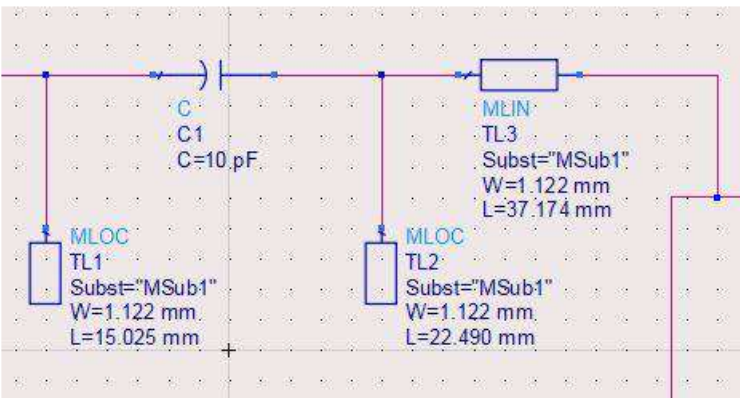 C
C1
C=10 pF
MLIN
TL3
Subst="MSub1"
W=1.122 mm
L=37.174 mm
MLOC
TL1
Subst="MSub1"
W=1.122 mm
L=15.025 mm
MLOC
TL2
Subst="MSub1"
W=1.122 mm
L=22.490 mm